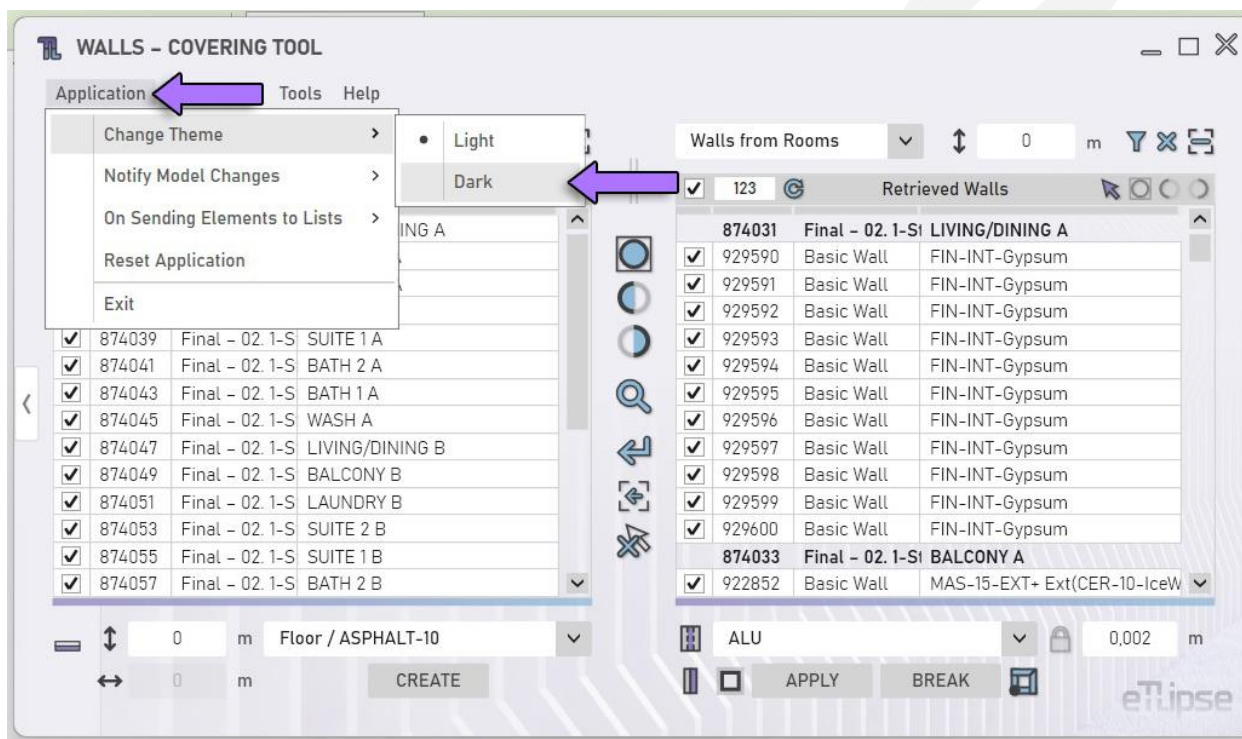 WALLS – COVERING TOOL
Application Tools Help
Change Theme
Notify Model Changes
On Sending Elements to Lists
Reset Application
Exit
Light
Dark
Walls from Rooms 0 m
123 Retrieved Walls
ING A
874039 Final – 02. 1-S SUITE 1 A
874041 Final – 02. 1-S BATH 2 A
874043 Final – 02. 1-S BATH 1 A
874045 Final – 02. 1-S WASH A
874047 Final – 02. 1-S LIVING/DINING B
874049 Final – 02. 1-S BALCONY B
874051 Final – 02. 1-S LAUNDRY B
874053 Final – 02. 1-S SUITE 2 B
874055 Final – 02. 1-S SUITE 1 B
874057 Final – 02. 1-S BATH 2 B
874031 Final – 02. 1-St LIVING/DINING A
929590 Basic Wall FIN-INT-Gypsum
929591 Basic Wall FIN-INT-Gypsum
929592 Basic Wall FIN-INT-Gypsum
929593 Basic Wall FIN-INT-Gypsum
929594 Basic Wall FIN-INT-Gypsum
929595 Basic Wall FIN-INT-Gypsum
929596 Basic Wall FIN-INT-Gypsum
929597 Basic Wall FIN-INT-Gypsum
929598 Basic Wall FIN-INT-Gypsum
929599 Basic Wall FIN-INT-Gypsum
929600 Basic Wall FIN-INT-Gypsum
874033 Final – 02. 1-St BALCONY A
922852 Basic Wall MAS-15-EXT+ Ext(CER-10-IceW
0 m Floor / ASPHALT-10
0 m CREATE
ALU 0,002 m
APPLY BREAK
eTLipse